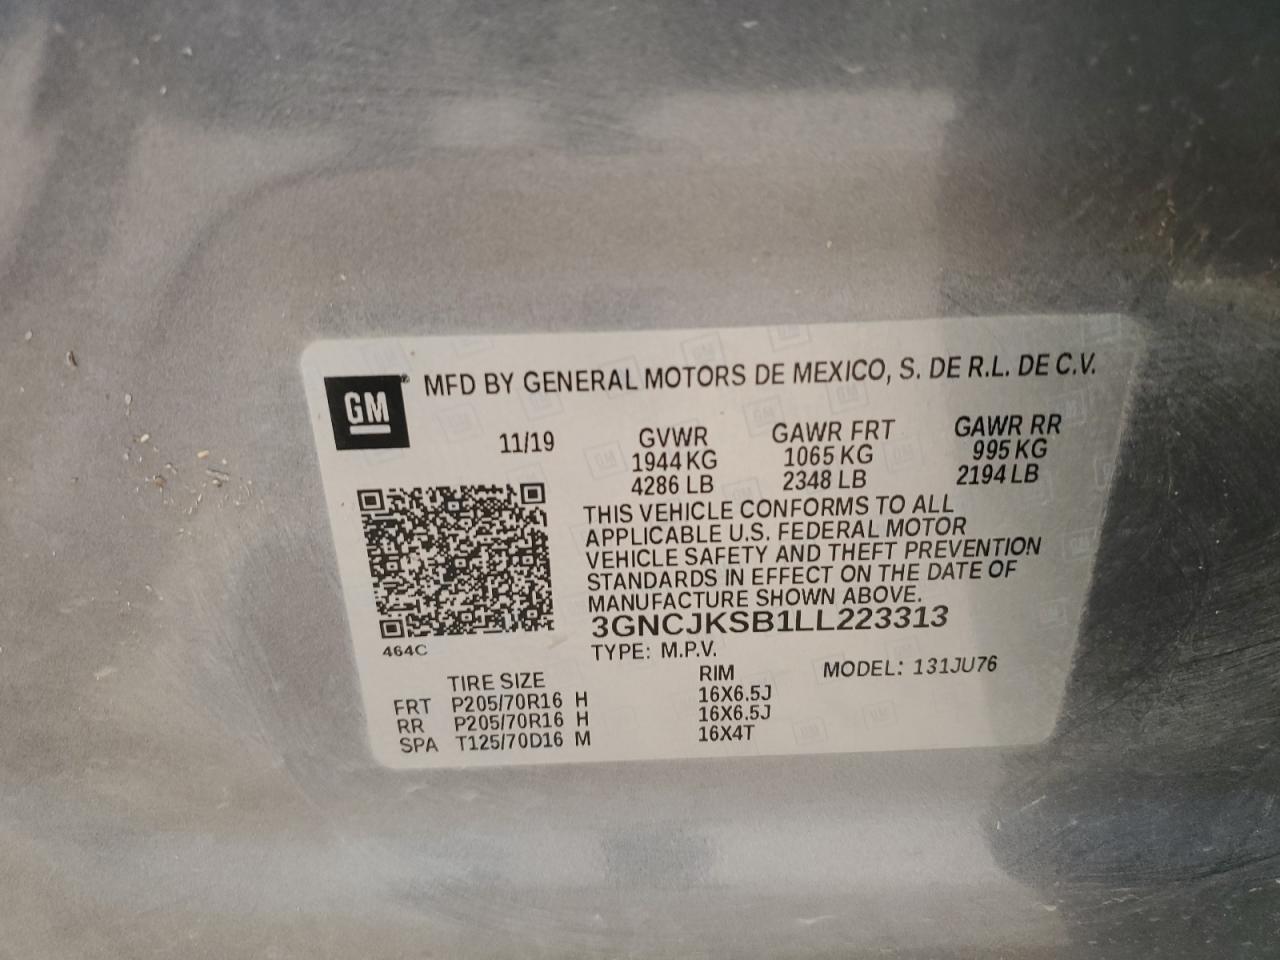 GM
MFD BY GENERAL MOTORS DE MEXICO, S. DE R.L. DE C.V.
11/19 GVWR GAWR FRT GAWR RR
1944 KG 1065 KG 995 KG
4286 LB 2348 LB 2194 LB
THIS VEHICLE CONFORMS TO ALL
APPLICABLE U.S. FEDERAL MOTOR
VEHICLE SAFETY AND THEFT PREVENTION
STANDARDS IN EFFECT ON THE DATE OF
MANUFACTURE SHOWN ABOVE.
3GNCJKSB1LL223313
464C
TYPE: M.P.V. MODEL: 131JU76
TIRE SIZE RIM
FRT P205/70R16 H 16X6.5J
RR P205/70R16 H 16X6.5J
SPA T125/70D16 M 16X4T